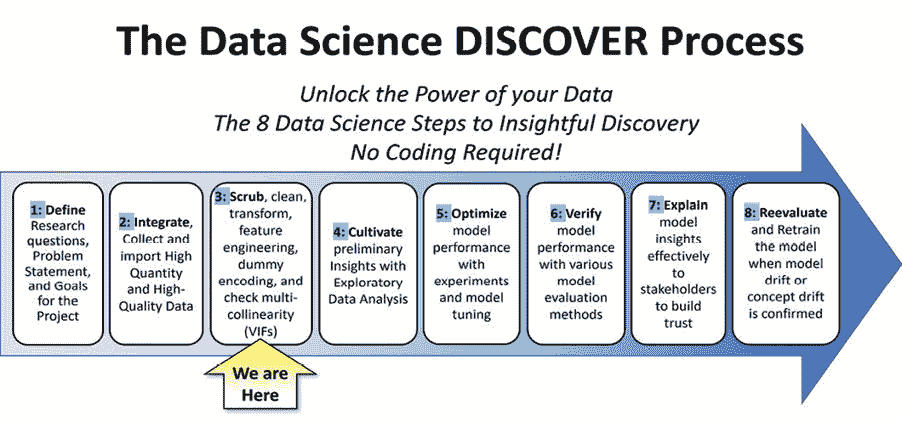 The Data Science DISCOVER Process
Unlock the Power of your Data
The 8 Data Science Steps to Insightful Discovery
No Coding Required!
1: Define
Research
questions,
Problem
Statement,
and Goals
for the
Project
2: Integrate,
Collect and
import High
Quantity
and High-
Quality Data
3: Scrub, clean,
transform,
feature
engineering,
dummy
encoding, and
check multi-
collinearity
(VIFs)
4: Cultivate
preliminary
Insights with
Exploratory
Data Analysis
5: Optimize
model
performance
with
experiments
and model
tuning
6: Verify
model
performance
with various
model
evaluation
methods
7: Explain
model
insights
effectively
to
stakeholders
to build
trust
8: Reevaluate
and Retrain
the model
when model
drift or
concept drift
is confirmed
We are
Here